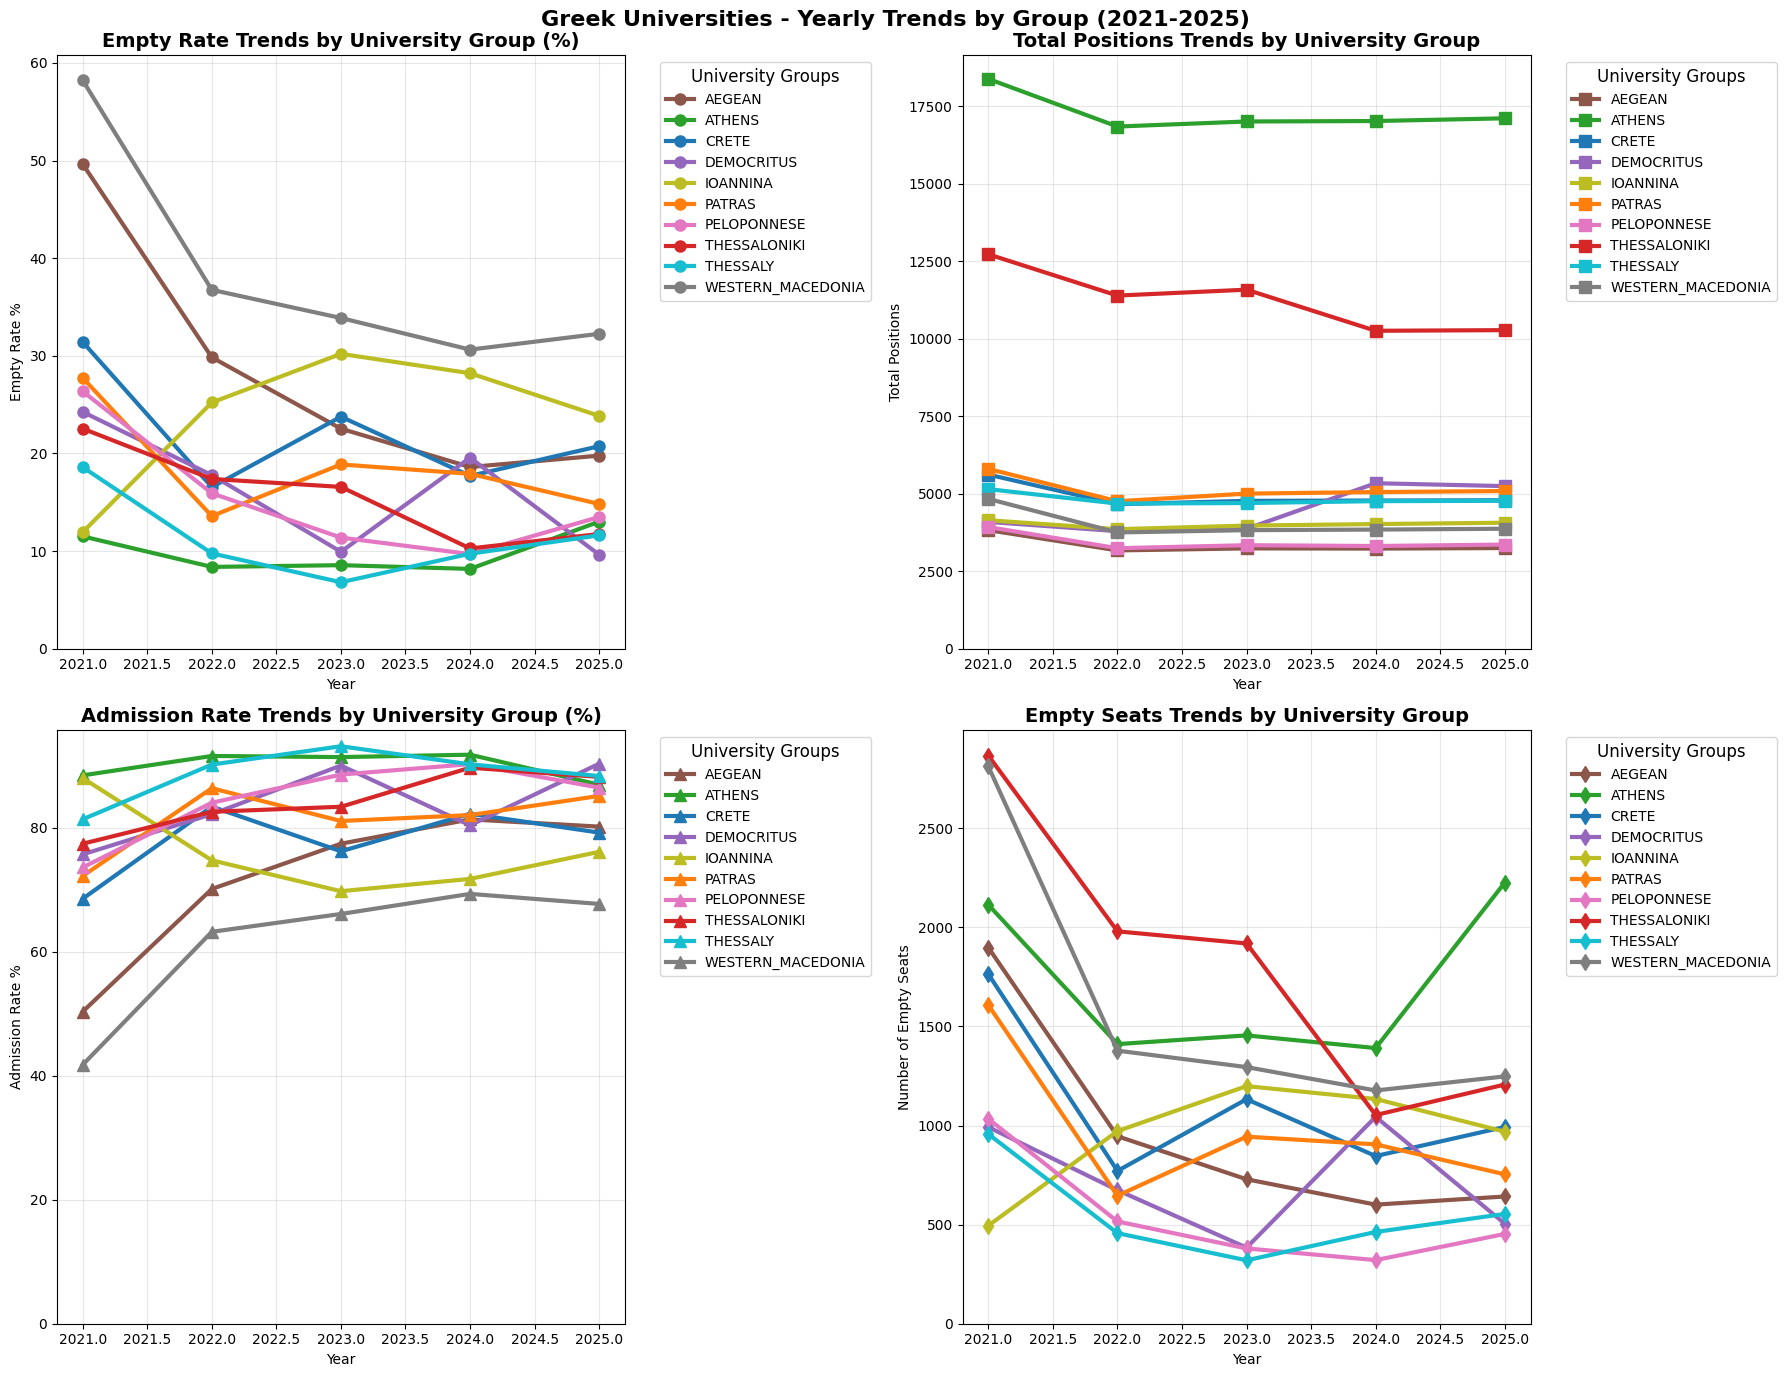 Greek Universities - Yearly Trends by Group (2021-2025)
Empty Rate Trends by University Group (%)
Empty Rate %
60
50
40
30
20
10
0
2021.0 2021.5 2022.0 2022.5 2023.0 2023.5 2024.0 2024.5 2025.0
Year
University Groups
AEGEAN
ATHENS
CRETE
DEMOCRITUS
IOANNINA
PATRAS
PELOPONNESE
THESSALONIKI
THESSALY
WESTERN_MACEDONIA
Total Positions Trends by University Group
Total Positions
17500
15000
12500
10000
7500
5000
2500
0
2021.0 2021.5 2022.0 2022.5 2023.0 2023.5 2024.0 2024.5 2025.0
Year
University Groups
AEGEAN
ATHENS
CRETE
DEMOCRITUS
IOANNINA
PATRAS
PELOPONNESE
THESSALONIKI
THESSALY
WESTERN_MACEDONIA
Admission Rate Trends by University Group (%)
Admission Rate %
80
60
40
20
0
2021.0 2021.5 2022.0 2022.5 2023.0 2023.5 2024.0 2024.5 2025.0
Year
University Groups
AEGEAN
ATHENS
CRETE
DEMOCRITUS
IOANNINA
PATRAS
PELOPONNESE
THESSALONIKI
THESSALY
WESTERN_MACEDONIA
Empty Seats Trends by University Group
Number of Empty Seats
2500
2000
1500
1000
500
0
2021.0 2021.5 2022.0 2022.5 2023.0 2023.5 2024.0 2024.5 2025.0
Year
University Groups
AEGEAN
ATHENS
CRETE
DEMOCRITUS
IOANNINA
PATRAS
PELOPONNESE
THESSALONIKI
THESSALY
WESTERN_MACEDONIA